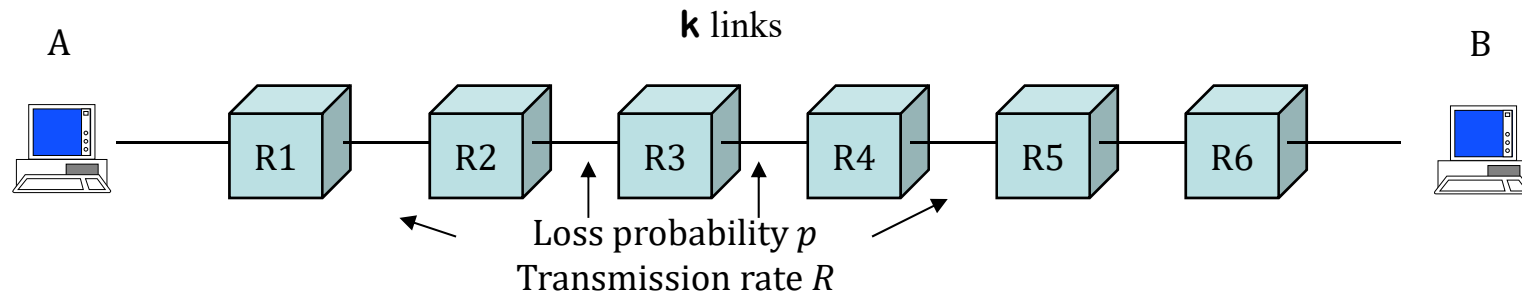 k links
A
B
R1 R2 R3 R4 R5 R6
Loss probability p
Transmission rate R